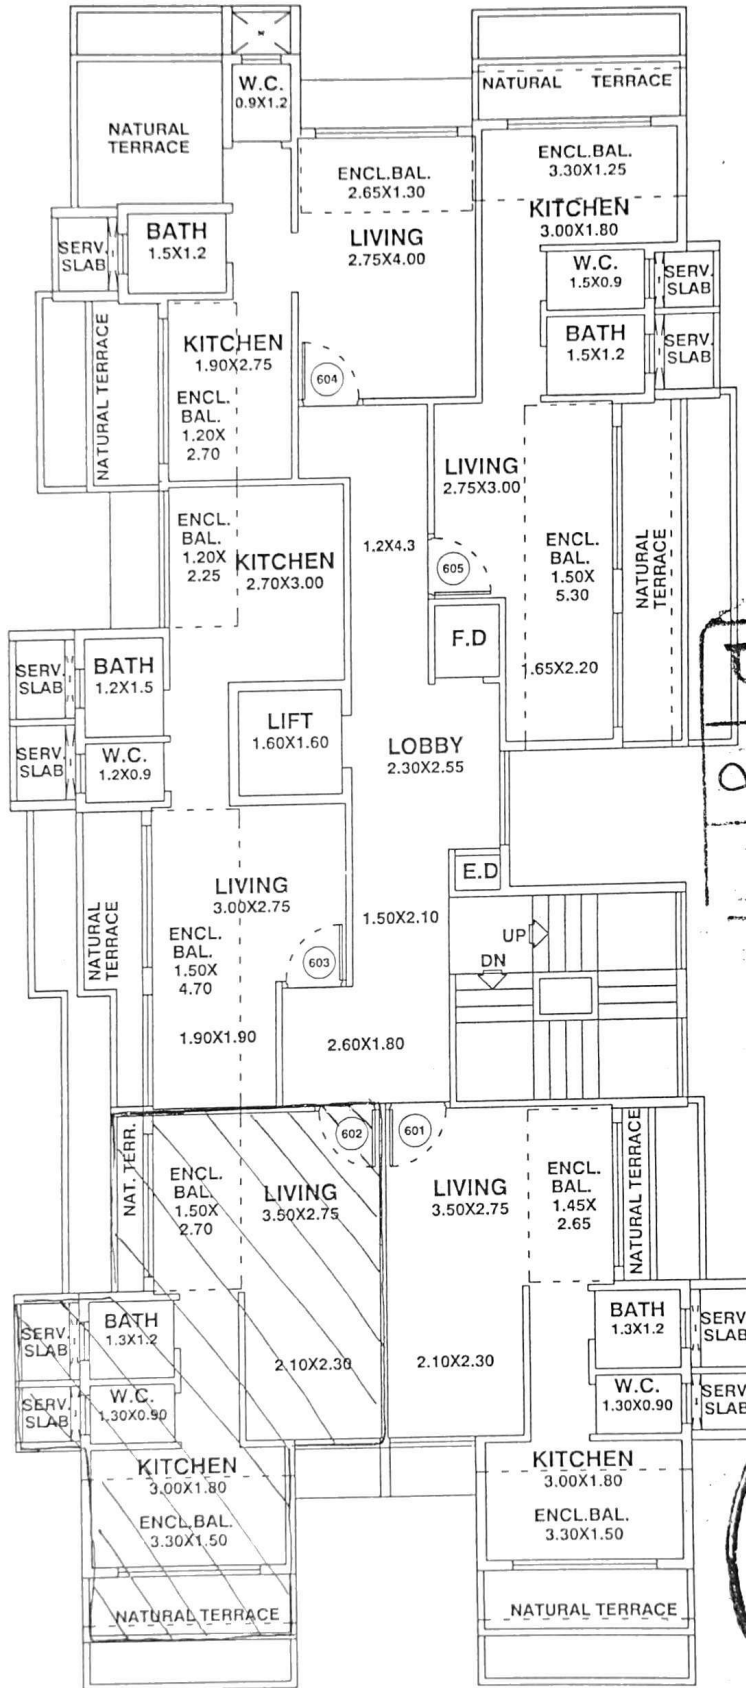 W.C.
0.9X1.2
NATURAL
TERRACE
NATURAL TERRACE
ENCL.BAL.
2.65X1.30
ENCL.BAL.
3.30X1.25
KITCHEN
3.00X1.80
SERV.
SLAB
BATH
1.5X1.2
LIVING
2.75X4.00
W.C.
1.5X0.9
SERV.
SLAB
NATURAL TERRACE
KITCHEN
1.90X2.75
604
BATH
1.5X1.2
SERV.
SLAB
ENCL.
BAL.
1.20X
2.70
LIVING
2.75X3.00
ENCL.
BAL.
1.20X
2.25
KITCHEN
2.70X3.00
1.2X4.3
605
ENCL.
BAL.
1.50X
5.30
NATURAL
TERRACE
F.D
1.65X2.20
SERV.
SLAB
BATH
1.2X1.5
LIFT
1.60X1.60
LOBBY
2.30X2.55
SERV.
SLAB
W.C.
1.2X0.9
E.D
LIVING
3.00X2.75
NATURAL
TERRACE
ENCL.
BAL.
1.50X
4.70
603
1.50X2.10
UP
DN
1.90X1.90
2.60X1.80
NAT. TERR.
602
601
ENCL.
BAL.
1.50X
2.70
LIVING
3.50X2.75
LIVING
3.50X2.75
ENCL.
BAL.
1.45X
2.65
NATURAL TERRACE
SERV.
SLAB
BATH
1.3X1.2
2.10X2.30
2.10X2.30
BATH
1.3X1.2
SERV
SLAB
SERV.
SLAB
W.C.
1.30X0.90
W.C.
1.30X0.90
SERV
SLAB
KITCHEN
3.00X1.80
KITCHEN
3.00X1.80
ENCL.BAL.
3.30X1.50
ENCL.BAL.
3.30X1.50
NATURAL TERRACE
NATURAL TERRACE